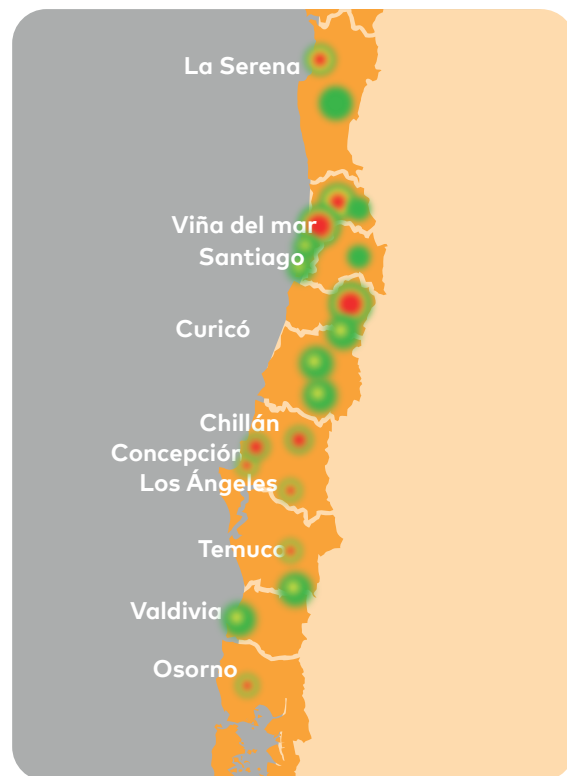 La Serena
Viña del mar
Santiago
Curicó
Chillán
Concepción
Los Ángeles
Temuco
Valdivia
Osorno